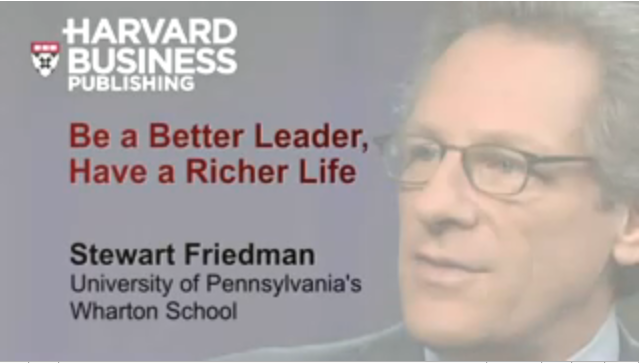 HARVARD
BUSINESS
PUBLISHING
Be a Better Leader,
Have a Richer Life
Stewart Friedman
University of Pennsylvania's
Wharton School